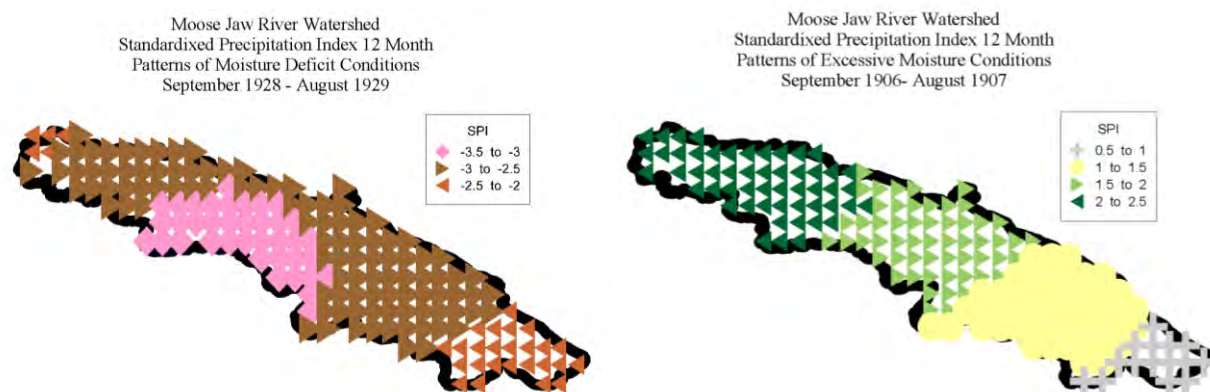 Moose Jaw River Watershed
Standardixed Precipitation Index 12 Month
Patterns of Moisture Deficit Conditions
September 1928 - August 1929
SPI
-3.5 to -3
-3 to -2.5
-2.5 to -2
Moose Jaw River Watershed
Standardixed Precipitation Index 12 Month
Patterns of Excessive Moisture Conditions
September 1906- August 1907
SPI
0.5 to 1
1 to 1.5
1.5 to 2
2 to 2.5